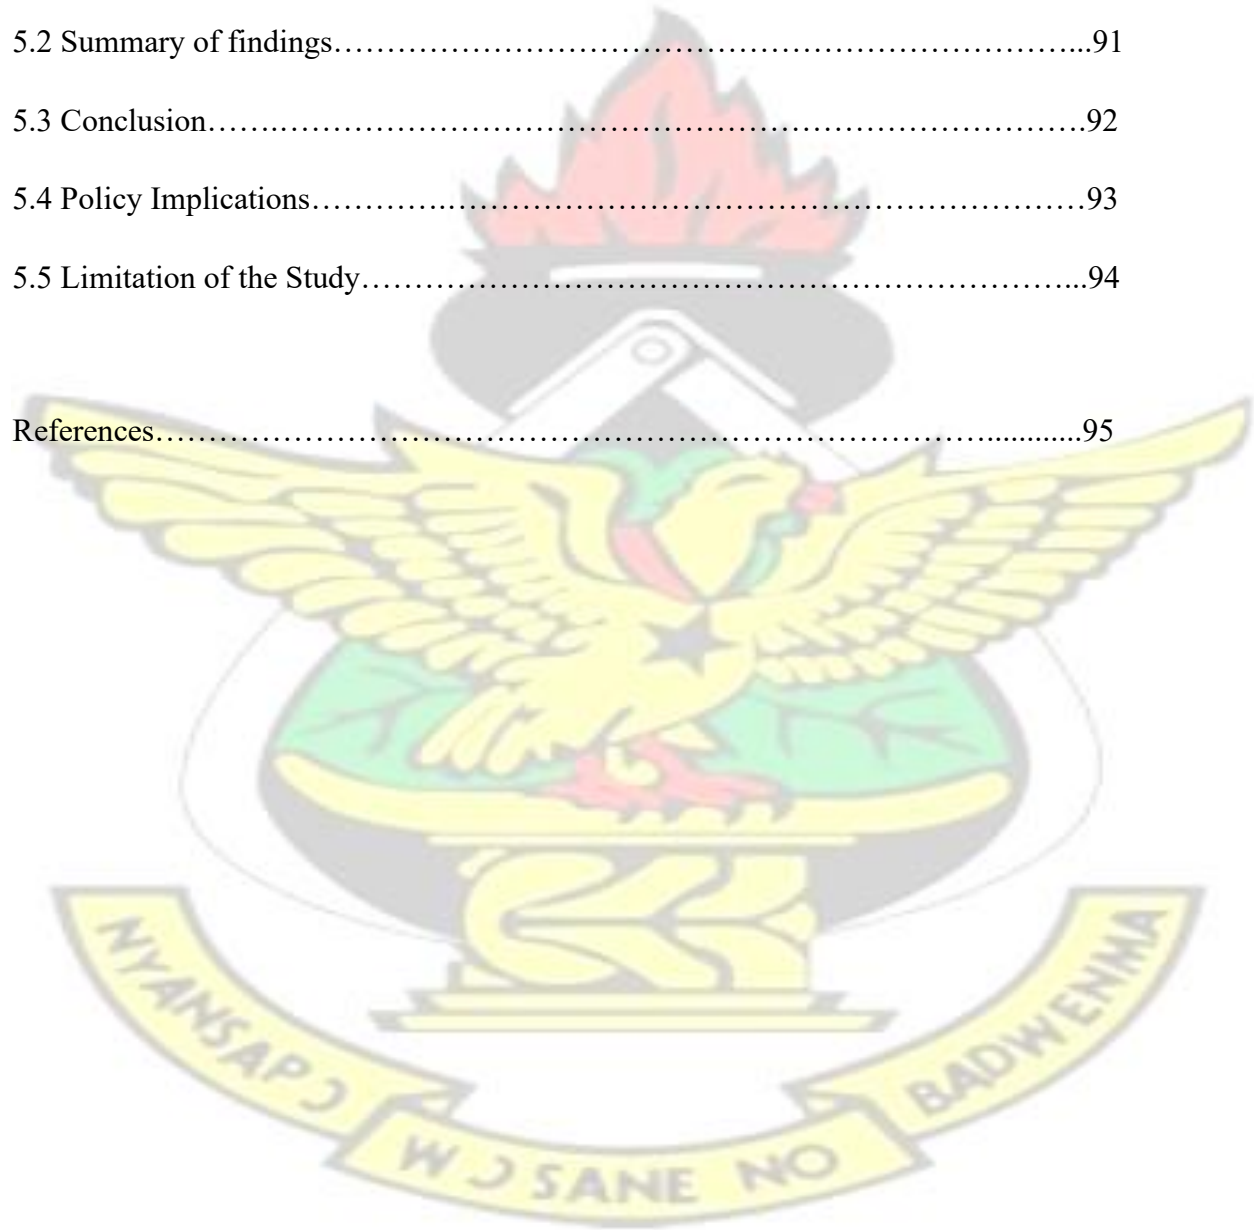 5.2 Summary of findings…………………………………………………………………...91
5.3 Conclusion…….……………………………………………………………………….92
5.4 Policy Implications………….…………………………………………………………93
5.5 Limitation of the Study………………………………………………………………...94
References…………………………………………………………………………….............95
NYANSAPƆ
WƆSANE NO
BADWENMA